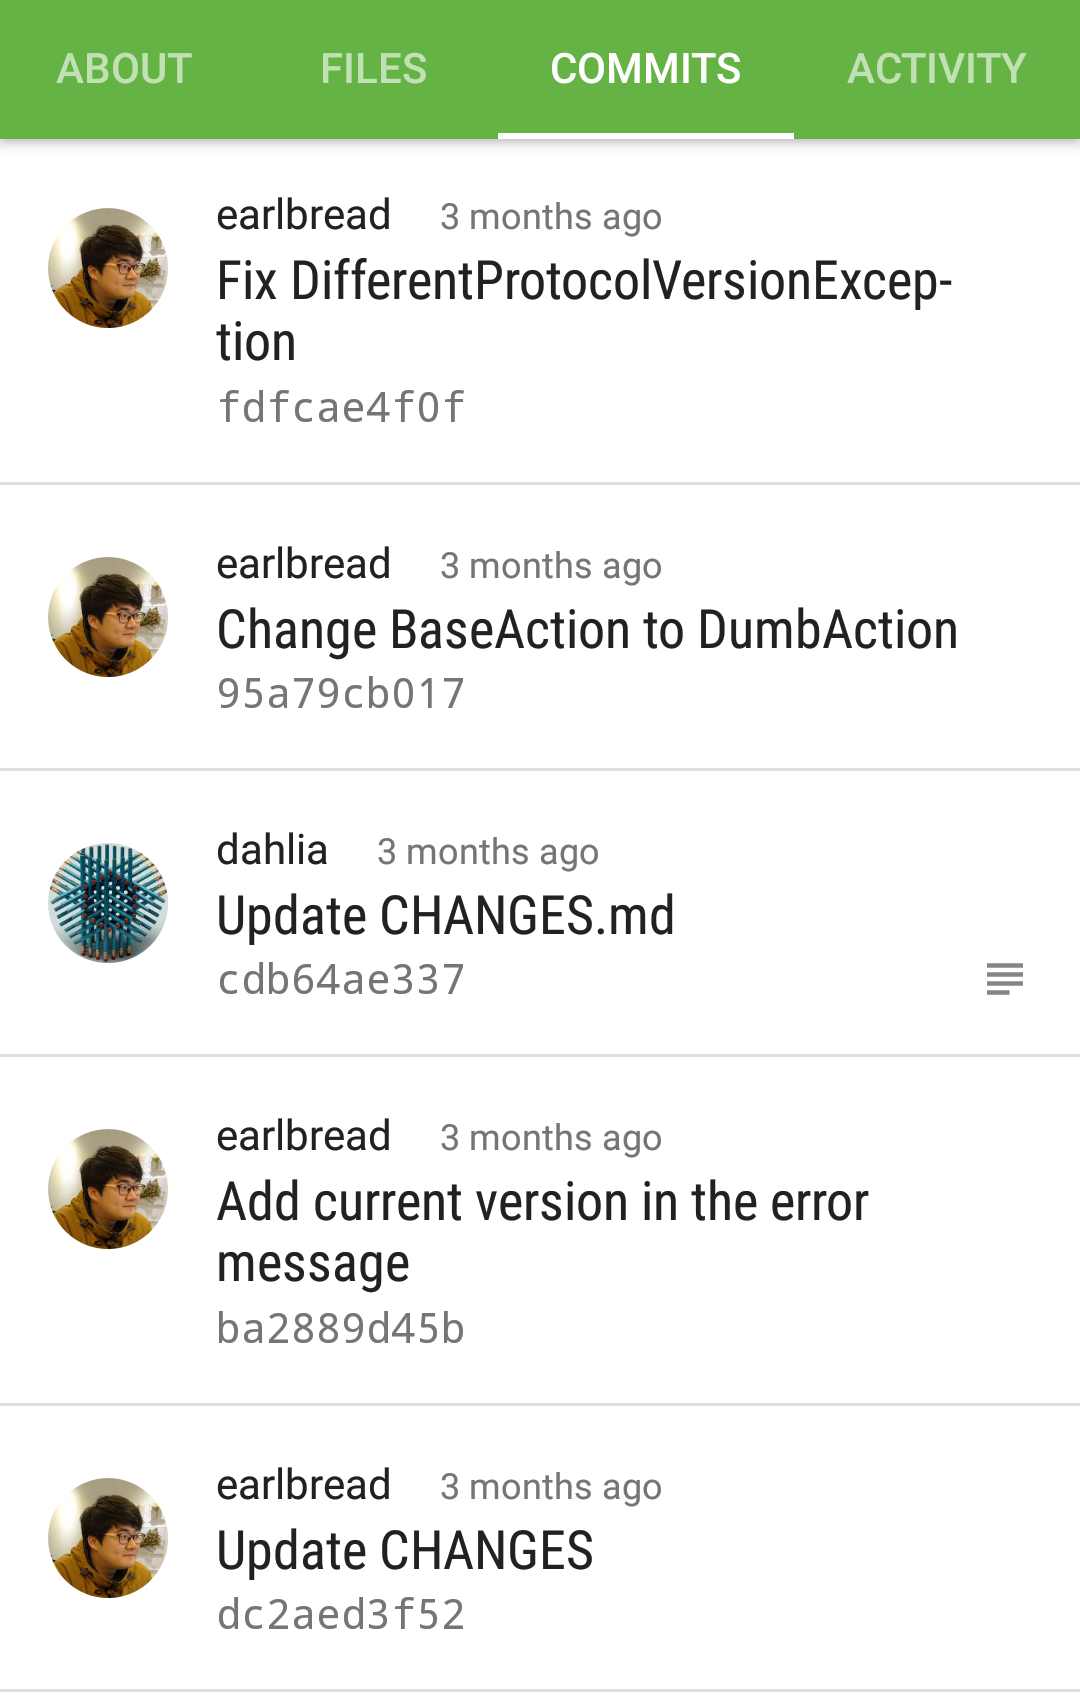 ABOUT FILES COMMITS ACTIVITY
earlbread 3 months ago
Fix DifferentProtocolVersionExcep-
tion
fdfcae4f0f
earlbread 3 months ago
Change BaseAction to DumbAction
95a79cb017
dahlia 3 months ago
Update CHANGES.md
cdb64ae337
earlbread 3 months ago
Add current version in the error
message
ba2889d45b
earlbread 3 months ago
Update CHANGES
dc2aed3f52